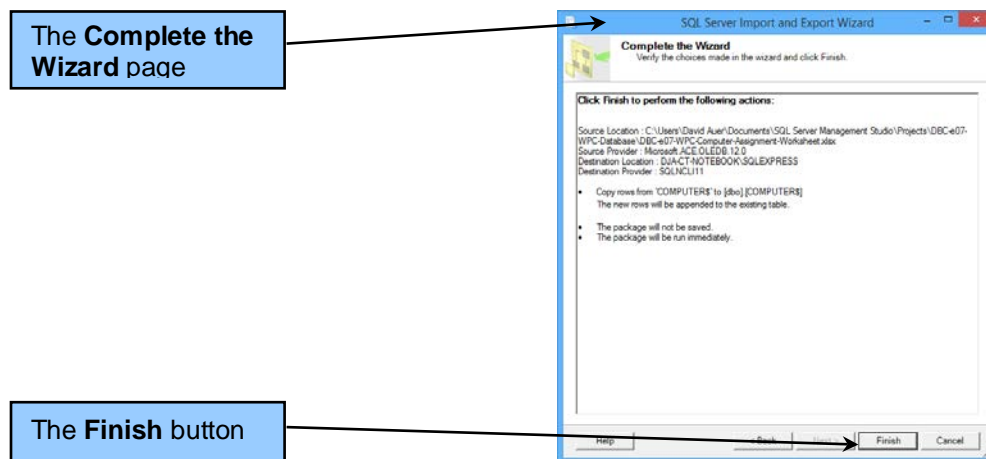 The Complete the
Wizard page
SQL Server Import and Export Wizard
Complete the Wizard
Verify the choices made in the wizard and click Finish.
Click Finish to perform the following actions:
Source Location : C:\Users\David Auer\Documents\SQL Server Management Studio\Projects\DBC-e07-
WPC-Database\DBC-e07-WPC-Computer-Assignment-Worksheet.xlsx
Source Provider : Microsoft.ACE.OLEDB.12.0
Destination Location : DJA-CT-NOTEBOOK\SQLEXPRESS
Destination Provider : SQLNCLI11
• Copy rows from 'COMPUTER$' to [dbo].[COMPUTER$]
The new rows will be appended to the existing table.
• The package will not be saved.
• The package will be run immediately.
The Finish button
Help
< Back
Next >
Finish
Cancel